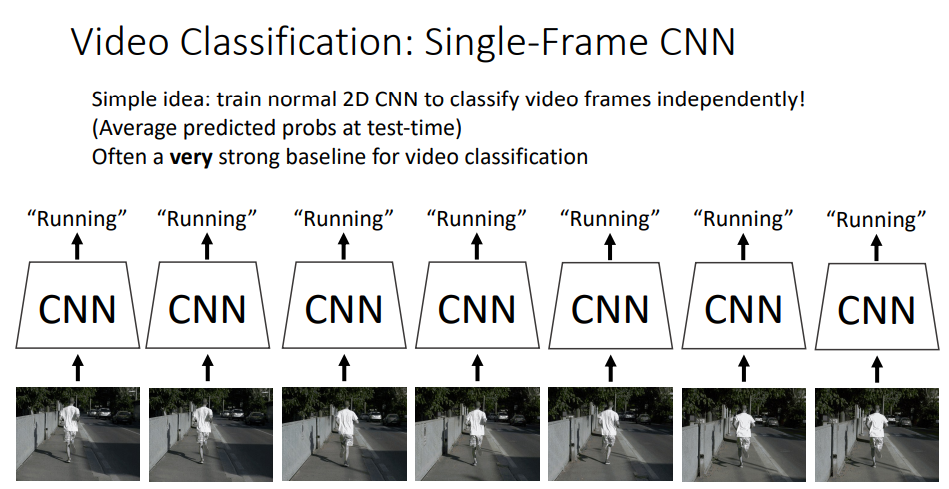 Video Classification: Single-Frame CNN
Simple idea: train normal 2D CNN to classify video frames independently!
(Average predicted probs at test-time)
Often a very strong baseline for video classification
“Running” “Running” “Running” “Running” “Running” “Running” “Running”
CNN CNN CNN CNN CNN CNN CNN